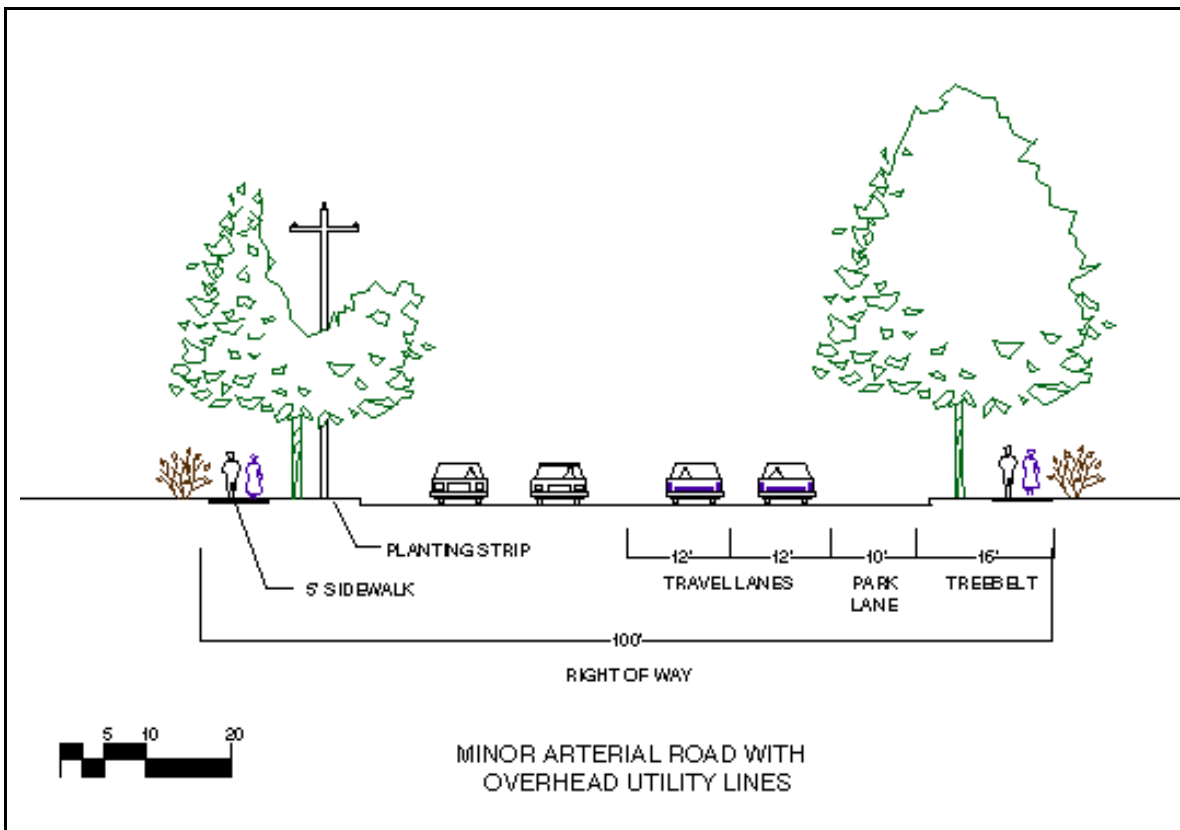 PLANTING STRIP
5' SIDEWALK
12' 12' 10' 16'
TRAVEL LANES PARK LANE TREEBELT
100'
RIGHT OF WAY
5 10 20
MINOR ARTERIAL ROAD WITH
OVERHEAD UTILITY LINES